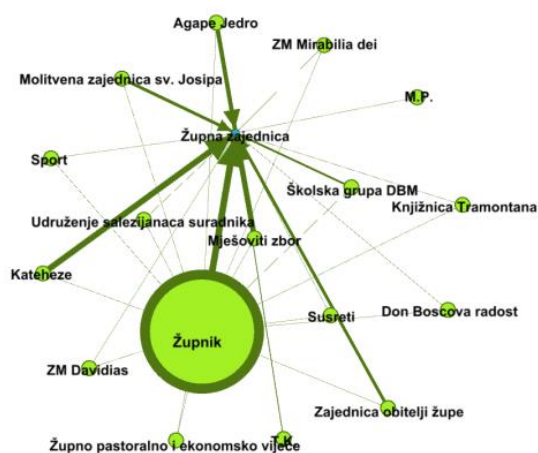 Agape Jedro
ZM Mirabilia dei
Molitvena zajednica sv. Josipa
M.P.
Župna zajednica
Sport
Školska grupa DBM
Knjižnica Tramontana
Udruženje salezijanaca suradnika
Mješoviti zbor
Kateheze
Susreti
Don Boscova radost
Župnik
ZM Davidias
Zajednica obitelji župe
Župno pastoralno i ekonomsko vijeće
T.K.